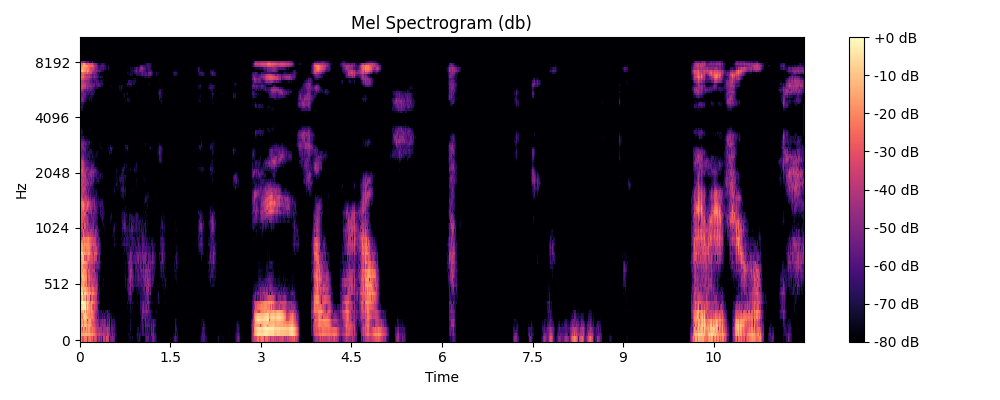 Mel Spectrogram (db)
Hz
8192
4096
2048
1024
512
0
0 1.5 3 4.5 6 7.5 9 10
Time
+0 dB
-10 dB
-20 dB
-30 dB
-40 dB
-50 dB
-60 dB
-70 dB
-80 dB